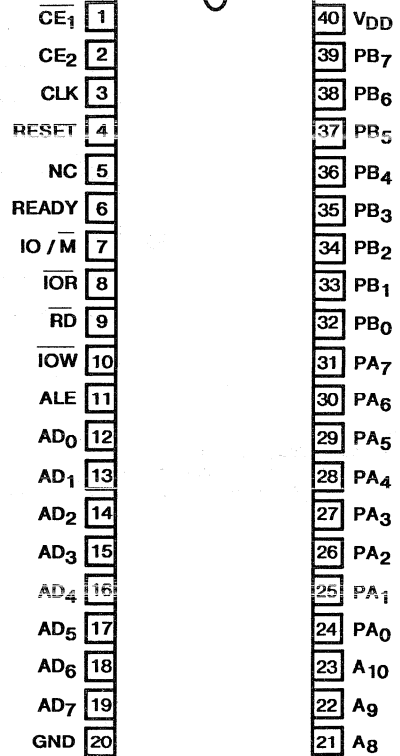 CE1 1 40 VDD
CE2 2 39 PB7
CLK 3 38 PB6
RESET 4 37 PB5
NC 5 36 PB4
READY 6 35 PB3
IO / M 7 34 PB2
IOR 8 33 PB1
RD 9 32 PB0
IOW 10 31 PA7
ALE 11 30 PA6
AD0 12 29 PA5
AD1 13 28 PA4
AD2 14 27 PA3
AD3 15 26 PA2
AD4 16 25 PA1
AD5 17 24 PA0
AD6 18 23 A10
AD7 19 22 A9
GND 20 21 A8